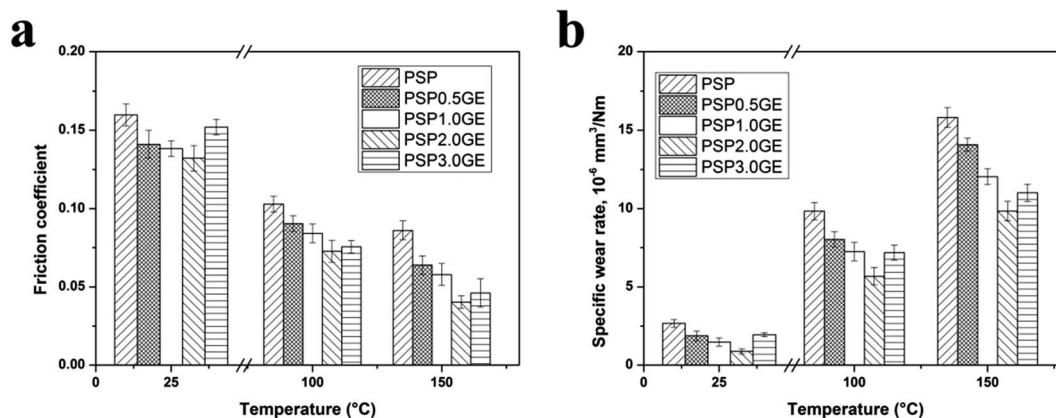 a
0.20
0.15
0.10
0.05
0.00
Friction coefficient
PSP
PSP0.5GE
PSP1.0GE
PSP2.0GE
PSP3.0GE
0
25
100
150
Temperature (°C)
b
20
15
10
5
0
Specific wear rate, 10⁻⁶ mm³/Nm
PSP
PSP0.5GE
PSP1.0GE
PSP2.0GE
PSP3.0GE
0
25
100
150
Temperature (°C)